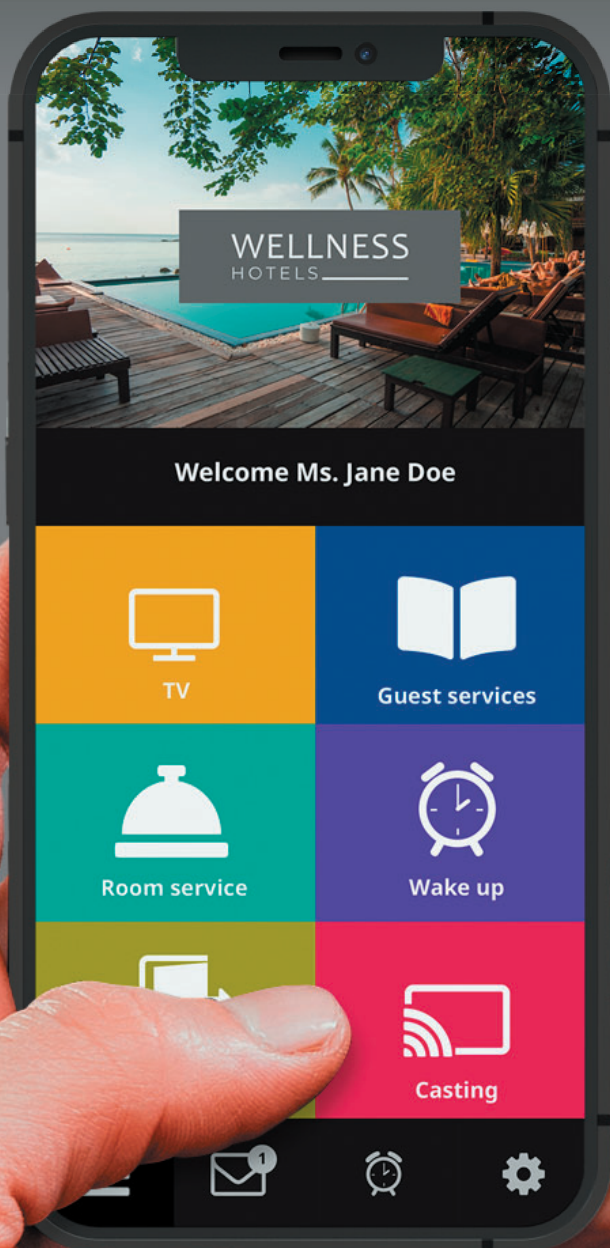 WELLNESS
HOTELS
Welcome Ms. Jane Doe
TV
Guest services
Room service
Wake up
Casting
1